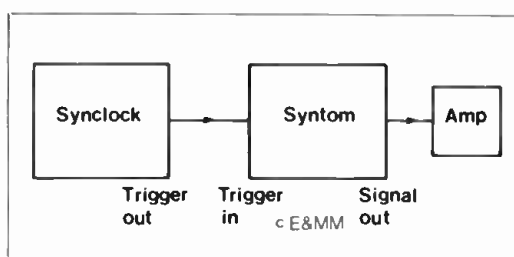 Synclock
Syntom
Amp
Trigger out
Trigger in
c E&MM
Signal out